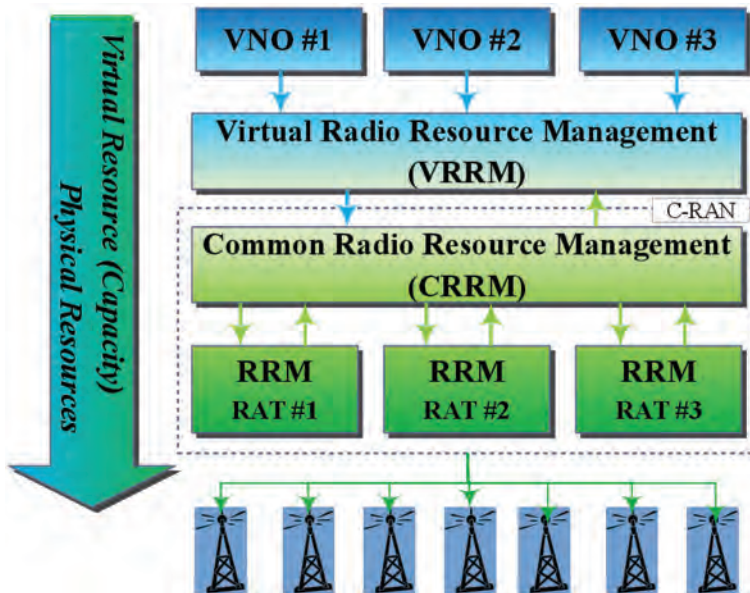 VNO #1
VNO #2
VNO #3
Virtual Radio Resource Management
(VRRM)
C-RAN
Common Radio Resource Management
(CRRM)
RRM
RAT #1
RRM
RAT #2
RRM
RAT #3
Virtual Resource (Capacity)
Physical Resources